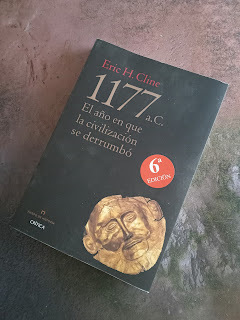 Eric H. Cline
1177 a.C.
El año en que
la civilización
se derrumbó
6ª
EDICIÓN
CRÍTICA